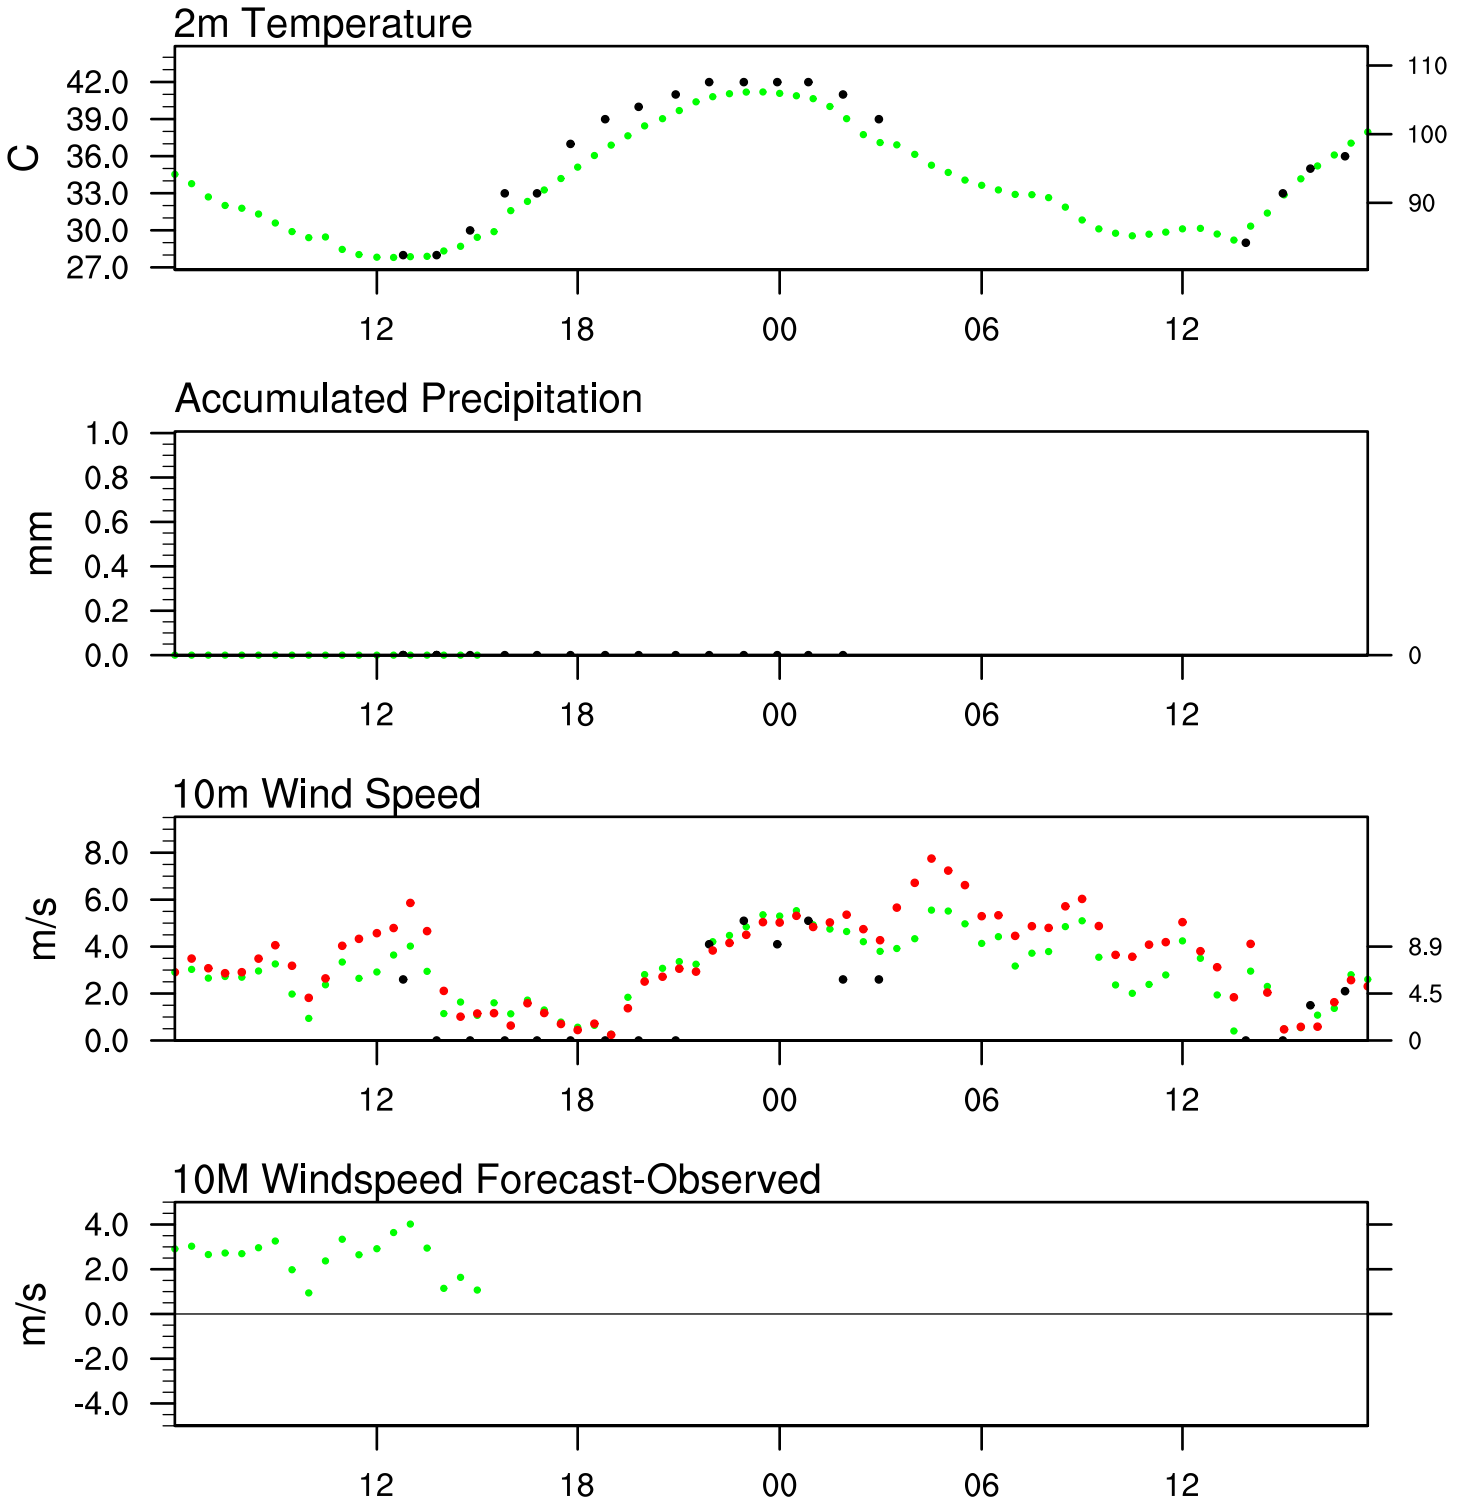 2m Temperature
42.0
39.0
36.0
33.0
30.0
27.0
C
110
100
90
12 18 00 06 12
Accumulated Precipitation
1.0
0.8
0.6
0.4
0.2
0.0
mm
0
12 18 00 06 12
10m Wind Speed
8.0
6.0
4.0
2.0
0.0
m/s
8.9
4.5
0
12 18 00 06 12
10M Windspeed Forecast-Observed
4.0
2.0
0.0
-2.0
-4.0
m/s
12 18 00 06 12